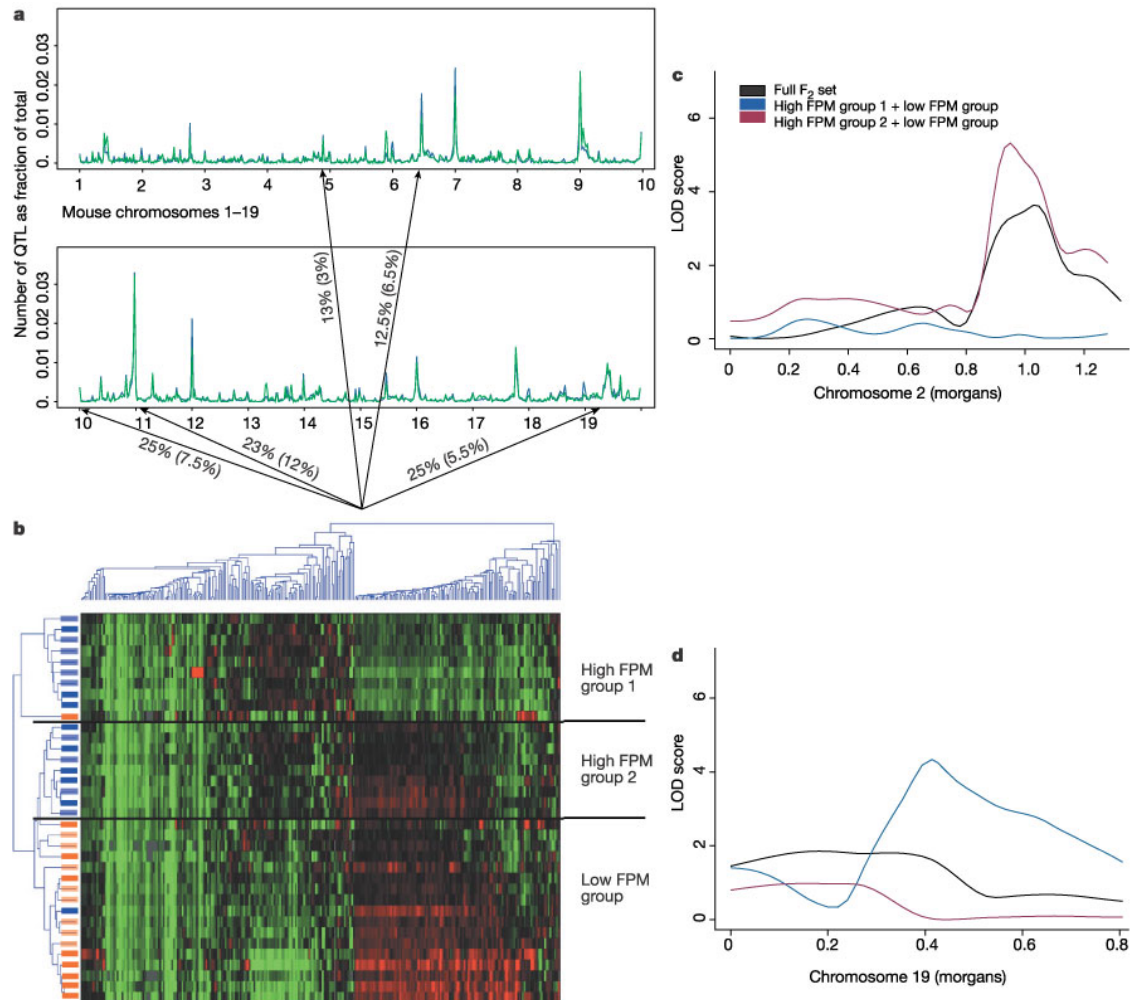 a
Number of QTL as fraction of total
0. 0.01 0.02 0.03
1 2 3 4 5 6 7 8 9 10
Mouse chromosomes 1–19
0. 0.01 0.02 0.03
10 11 12 13 14 15 16 17 18 19
13% (3%)
12.5% (6.5%)
25% (7.5%)
23% (12%)
25% (5.5%)
b
High FPM
group 1
High FPM
group 2
Low FPM
group
c
Full F2 set
High FPM group 1 + low FPM group
High FPM group 2 + low FPM group
LOD score
6
4
2
0
0 0.2 0.4 0.6 0.8 1.0 1.2
Chromosome 2 (morgans)
d
LOD score
6
4
2
0
0 0.2 0.4 0.6 0.8
Chromosome 19 (morgans)